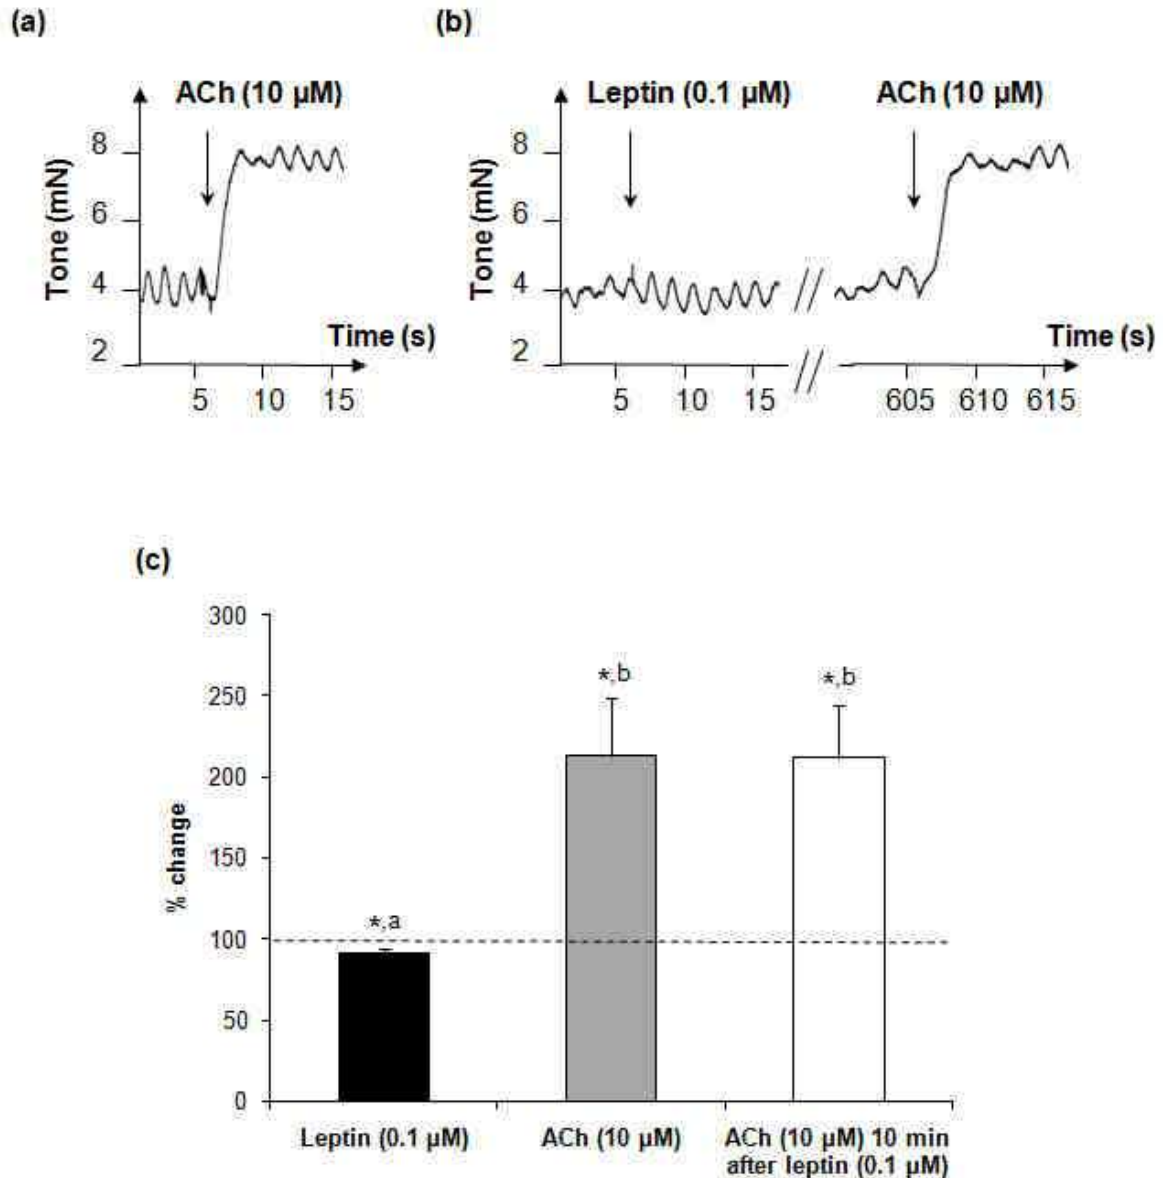 (a)
ACh (10 µM)
Tone (mN)
8
6
4
2
Time (s)
5 10 15
(b)
Leptin (0.1 µM) ACh (10 µM)
Tone (mN)
8
6
4
2
Time (s)
5 10 15 605 610 615
(c)
% change
300
250
200
150
100
50
0
*,a
*,b
*,b
Leptin (0.1 µM) ACh (10 µM) ACh (10 µM) 10 min
after leptin (0.1 µM)